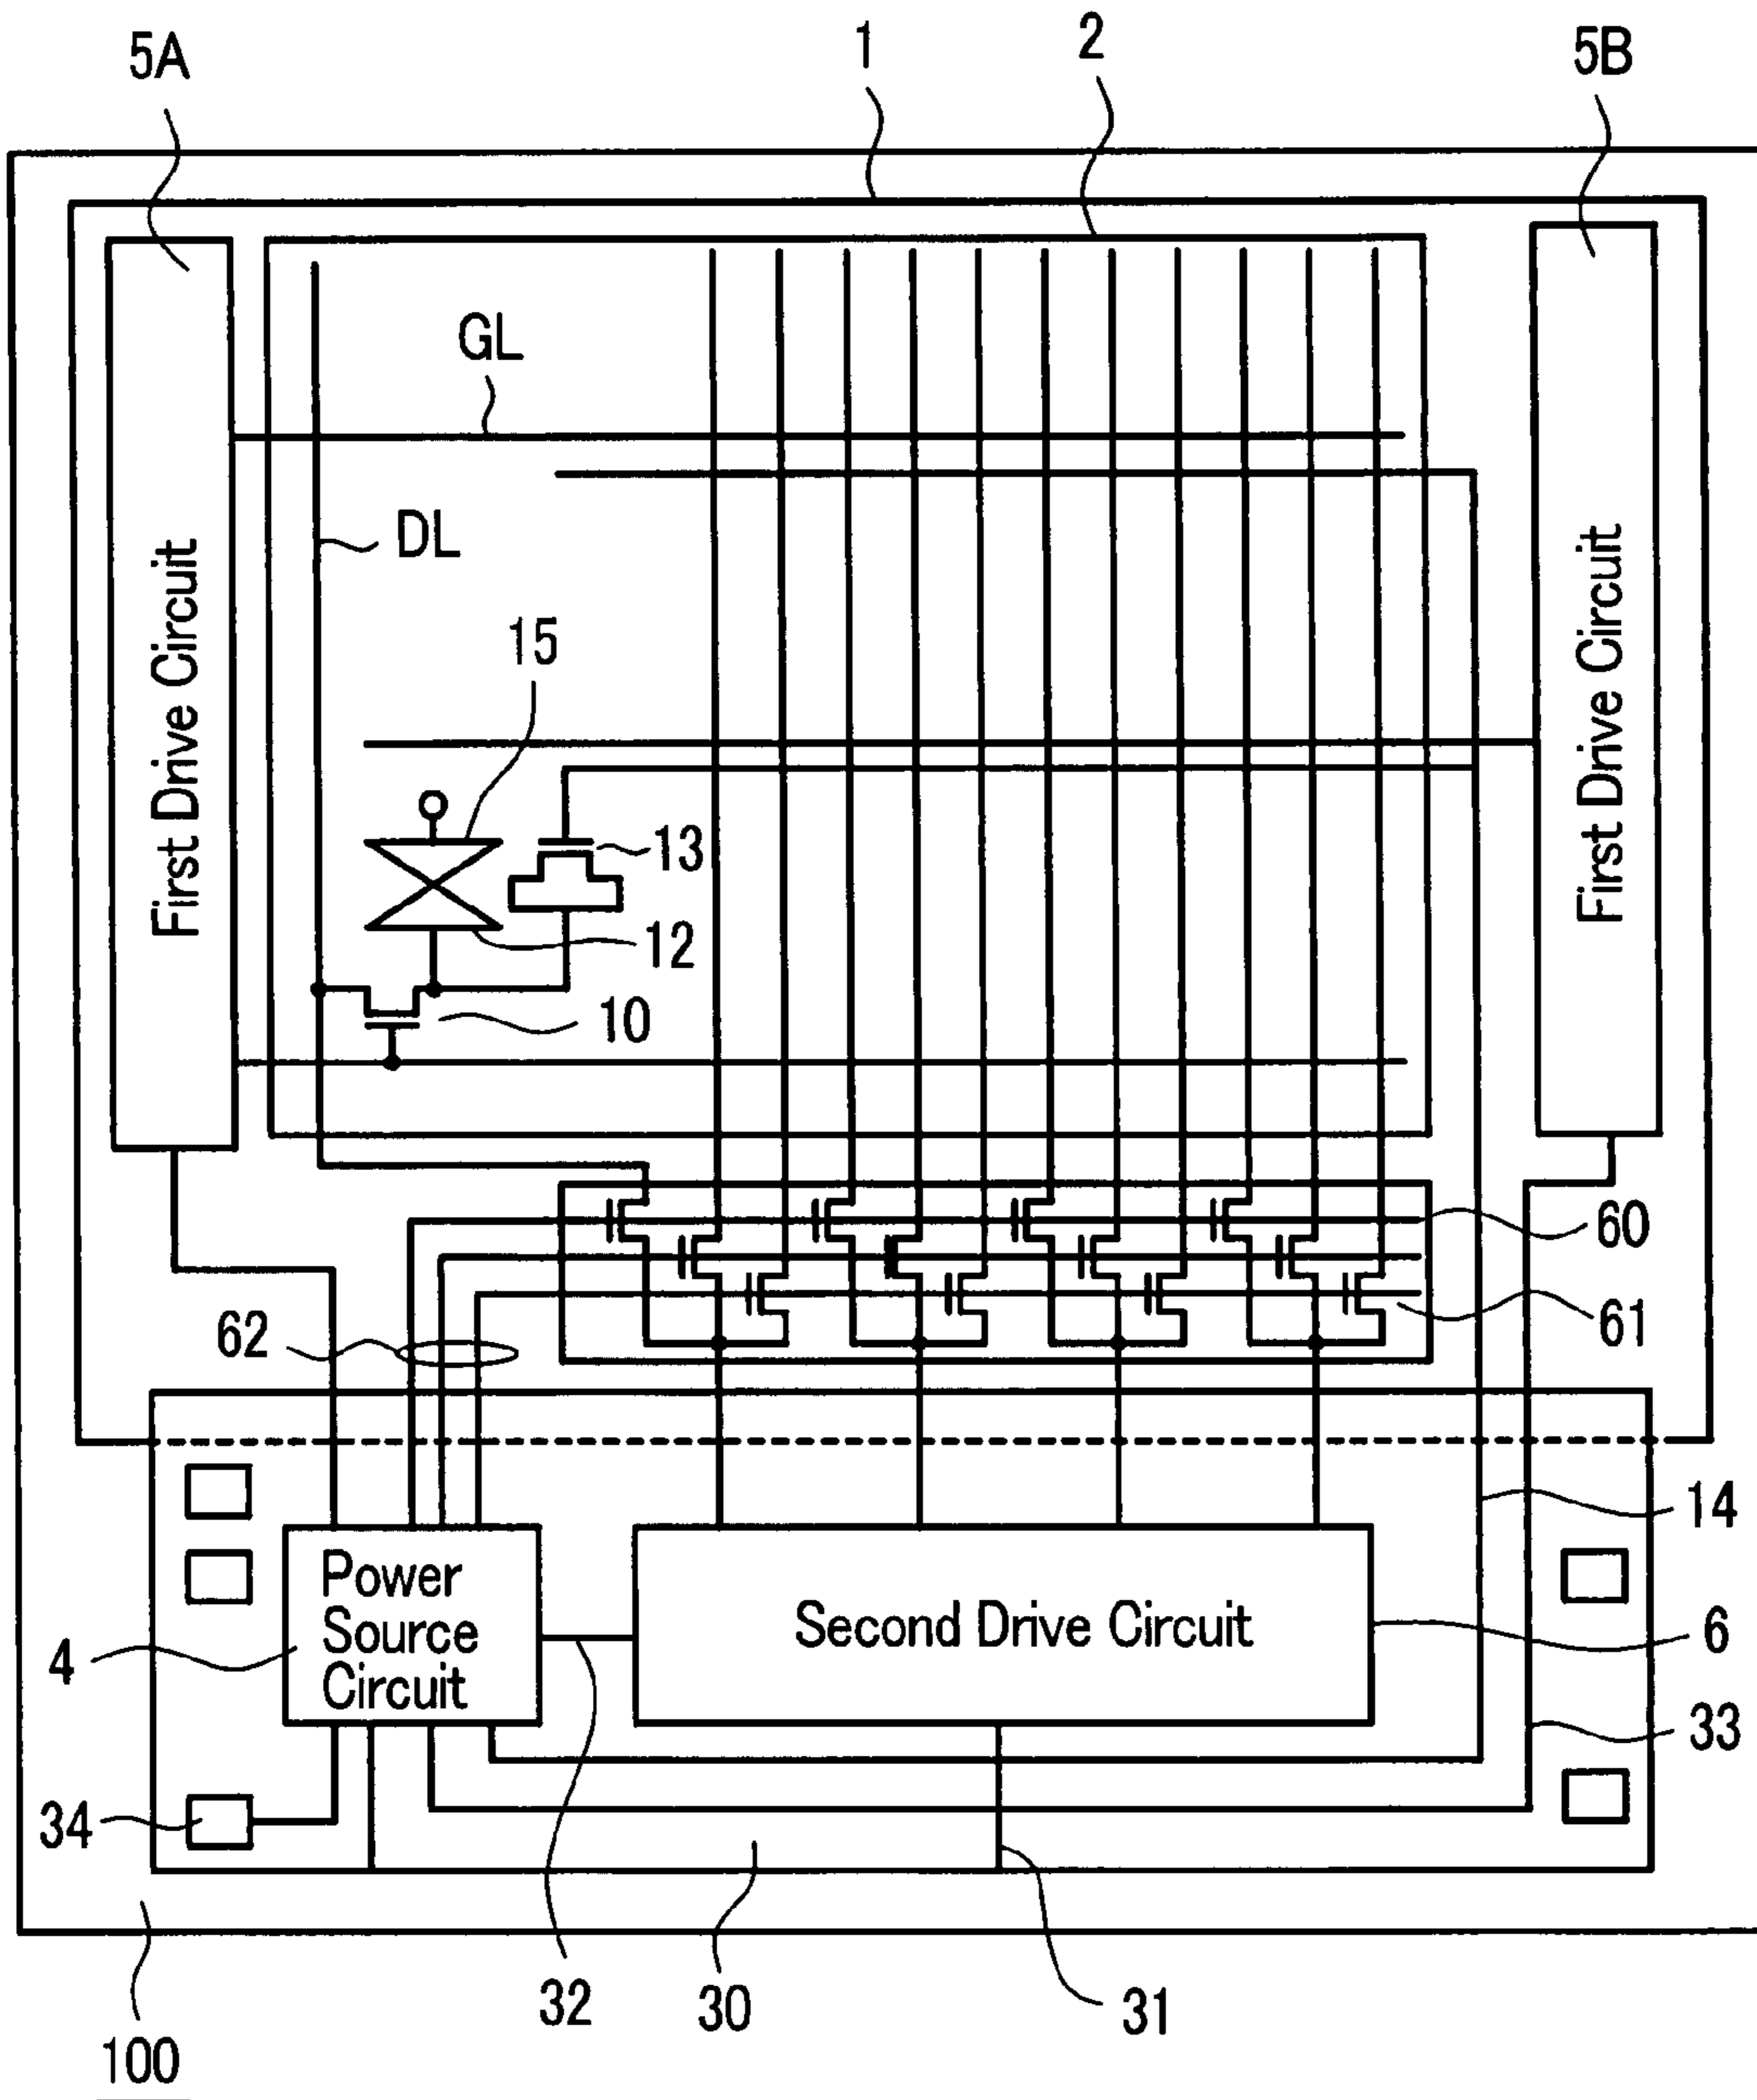 5A
1
2
5B
GL
DL
First Drive Circuit
First Drive Circuit
15
13
12
10
60
61
62
14
Power
Source
Circuit
Second Drive Circuit
4
6
33
34
32
30
31
100